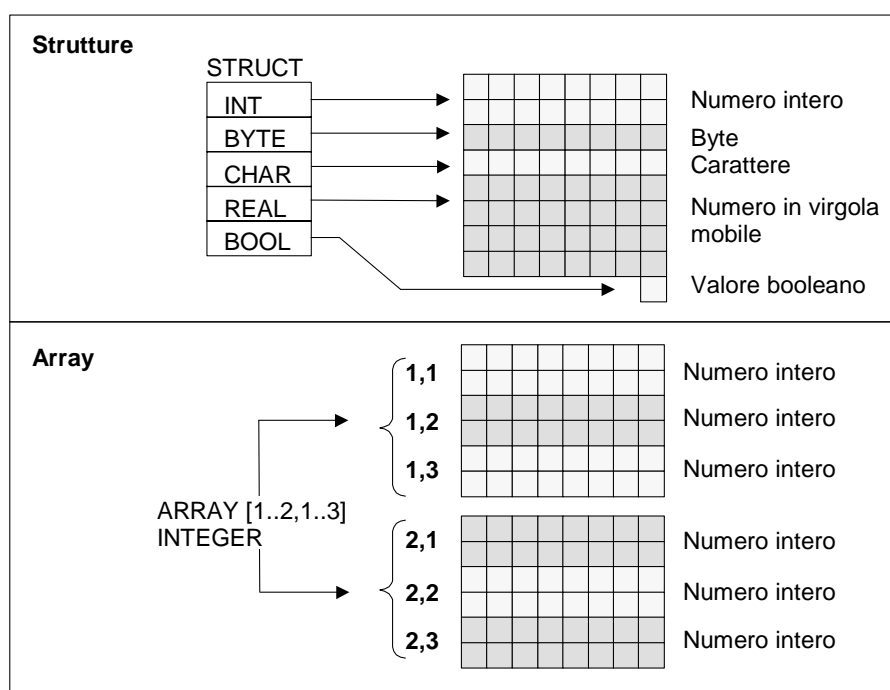 Strutture
STRUCT
INT
Numero intero
BYTE
Byte
CHAR
Carattere
REAL
Numero in virgola
mobile
BOOL
Valore booleano
Array
1,1
Numero intero
1,2
Numero intero
1,3
Numero intero
ARRAY [1..2,1..3]
INTEGER
2,1
Numero intero
2,2
Numero intero
2,3
Numero intero